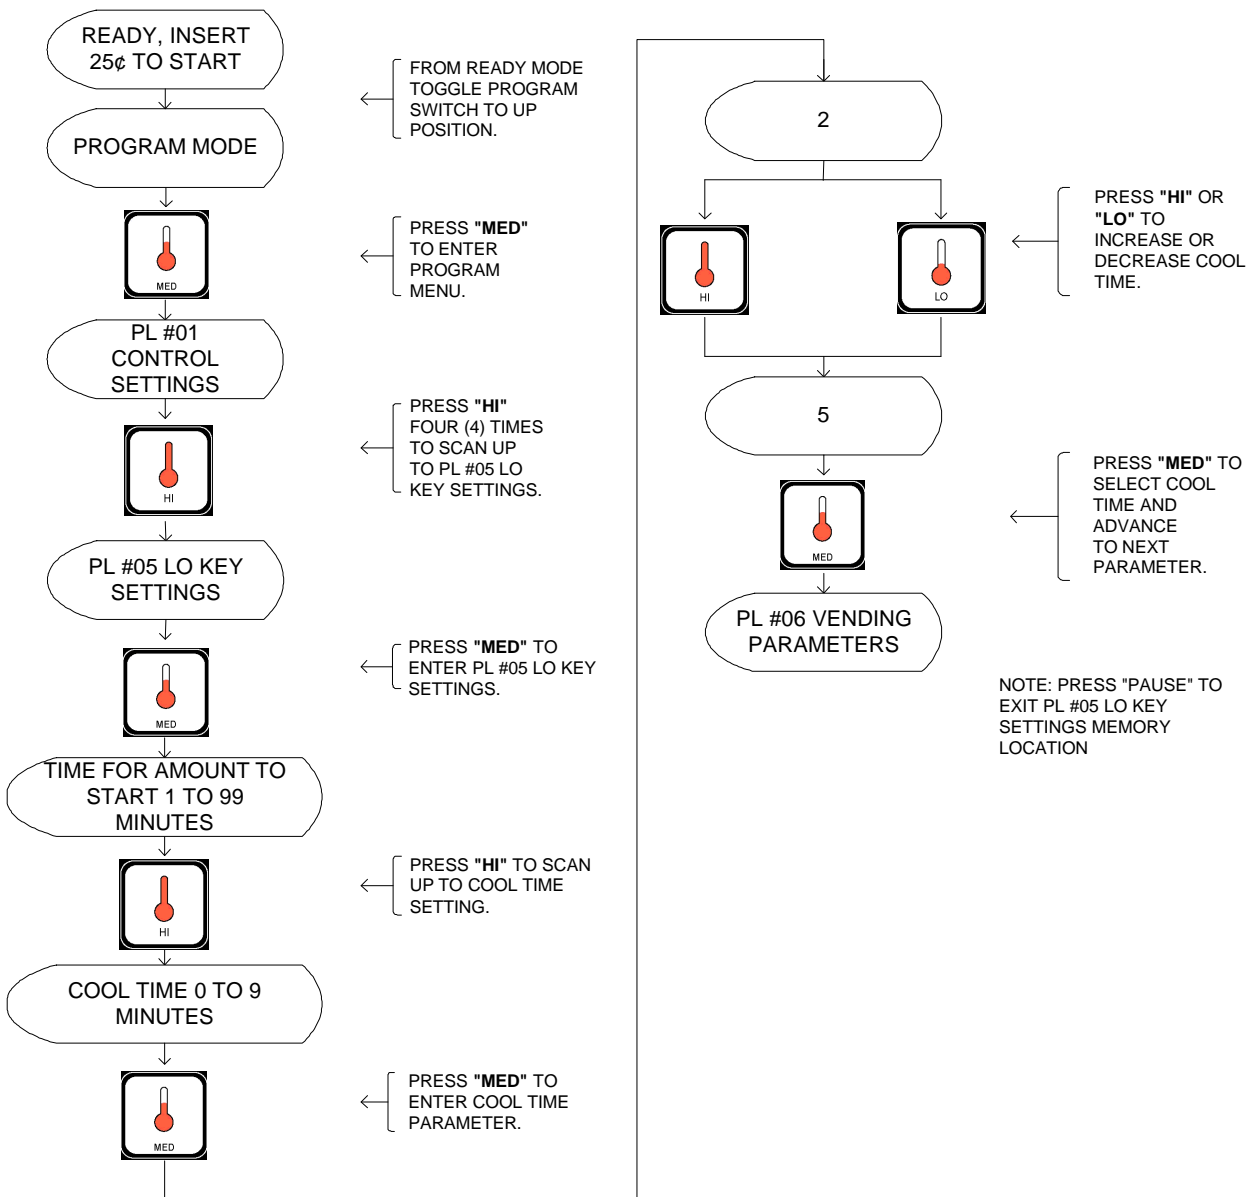 READY, INSERT
25¢ TO START
FROM READY MODE
TOGGLE PROGRAM
SWITCH TO UP
POSITION.
PROGRAM MODE
PRESS "MED"
TO ENTER
PROGRAM
MENU.
MED
PL #01
CONTROL
SETTINGS
PRESS "HI"
FOUR (4) TIMES
TO SCAN UP
TO PL #05 LO
KEY SETTINGS.
HI
PL #05 LO KEY
SETTINGS
PRESS "MED" TO
ENTER PL #05 LO KEY
SETTINGS.
MED
TIME FOR AMOUNT TO
START 1 TO 99
MINUTES
PRESS "HI" TO SCAN
UP TO COOL TIME
SETTING.
HI
COOL TIME 0 TO 9
MINUTES
PRESS "MED" TO
ENTER COOL TIME
PARAMETER.
MED
2
PRESS "HI" OR
"LO" TO
INCREASE OR
DECREASE COOL
TIME.
HI
LO
5
PRESS "MED" TO
SELECT COOL
TIME AND
ADVANCE
TO NEXT
PARAMETER.
MED
PL #06 VENDING
PARAMETERS
NOTE: PRESS "PAUSE" TO
EXIT PL #05 LO KEY
SETTINGS MEMORY
LOCATION